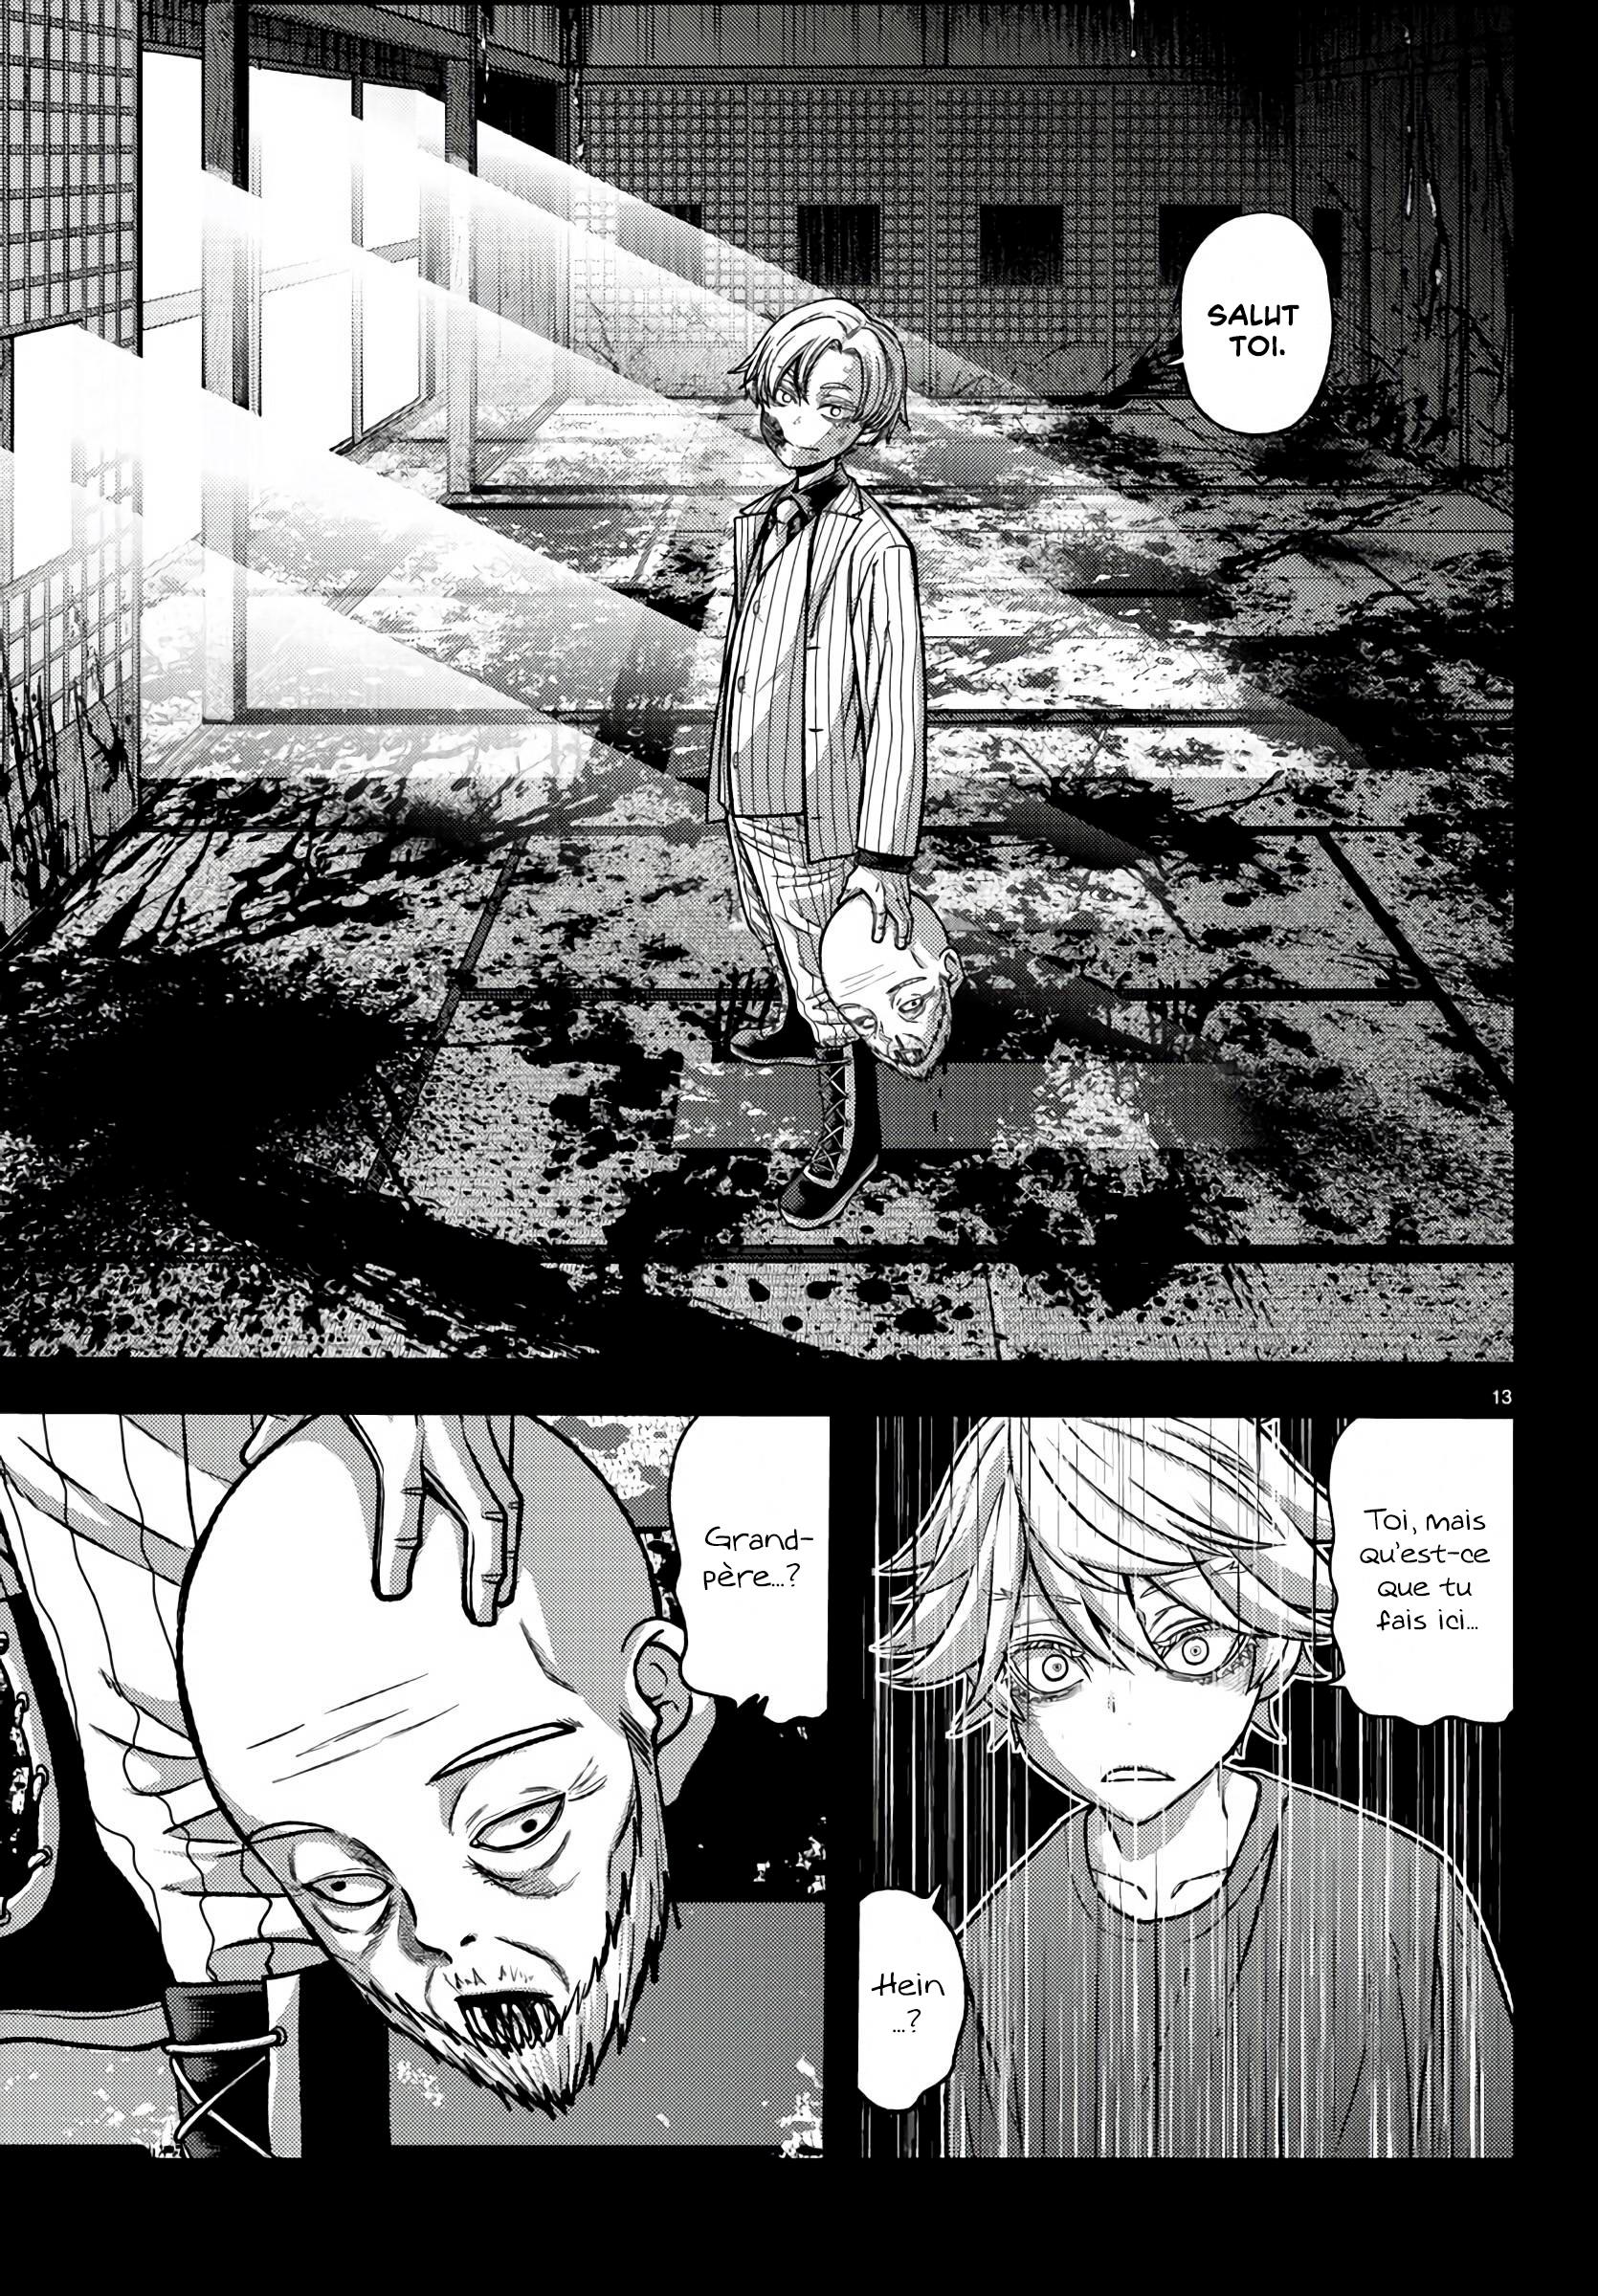 SALUT
TOI.
13
Toi, mais
qu'est-ce
que tu
fais ici...
Hein
...?
Grand-
père...?